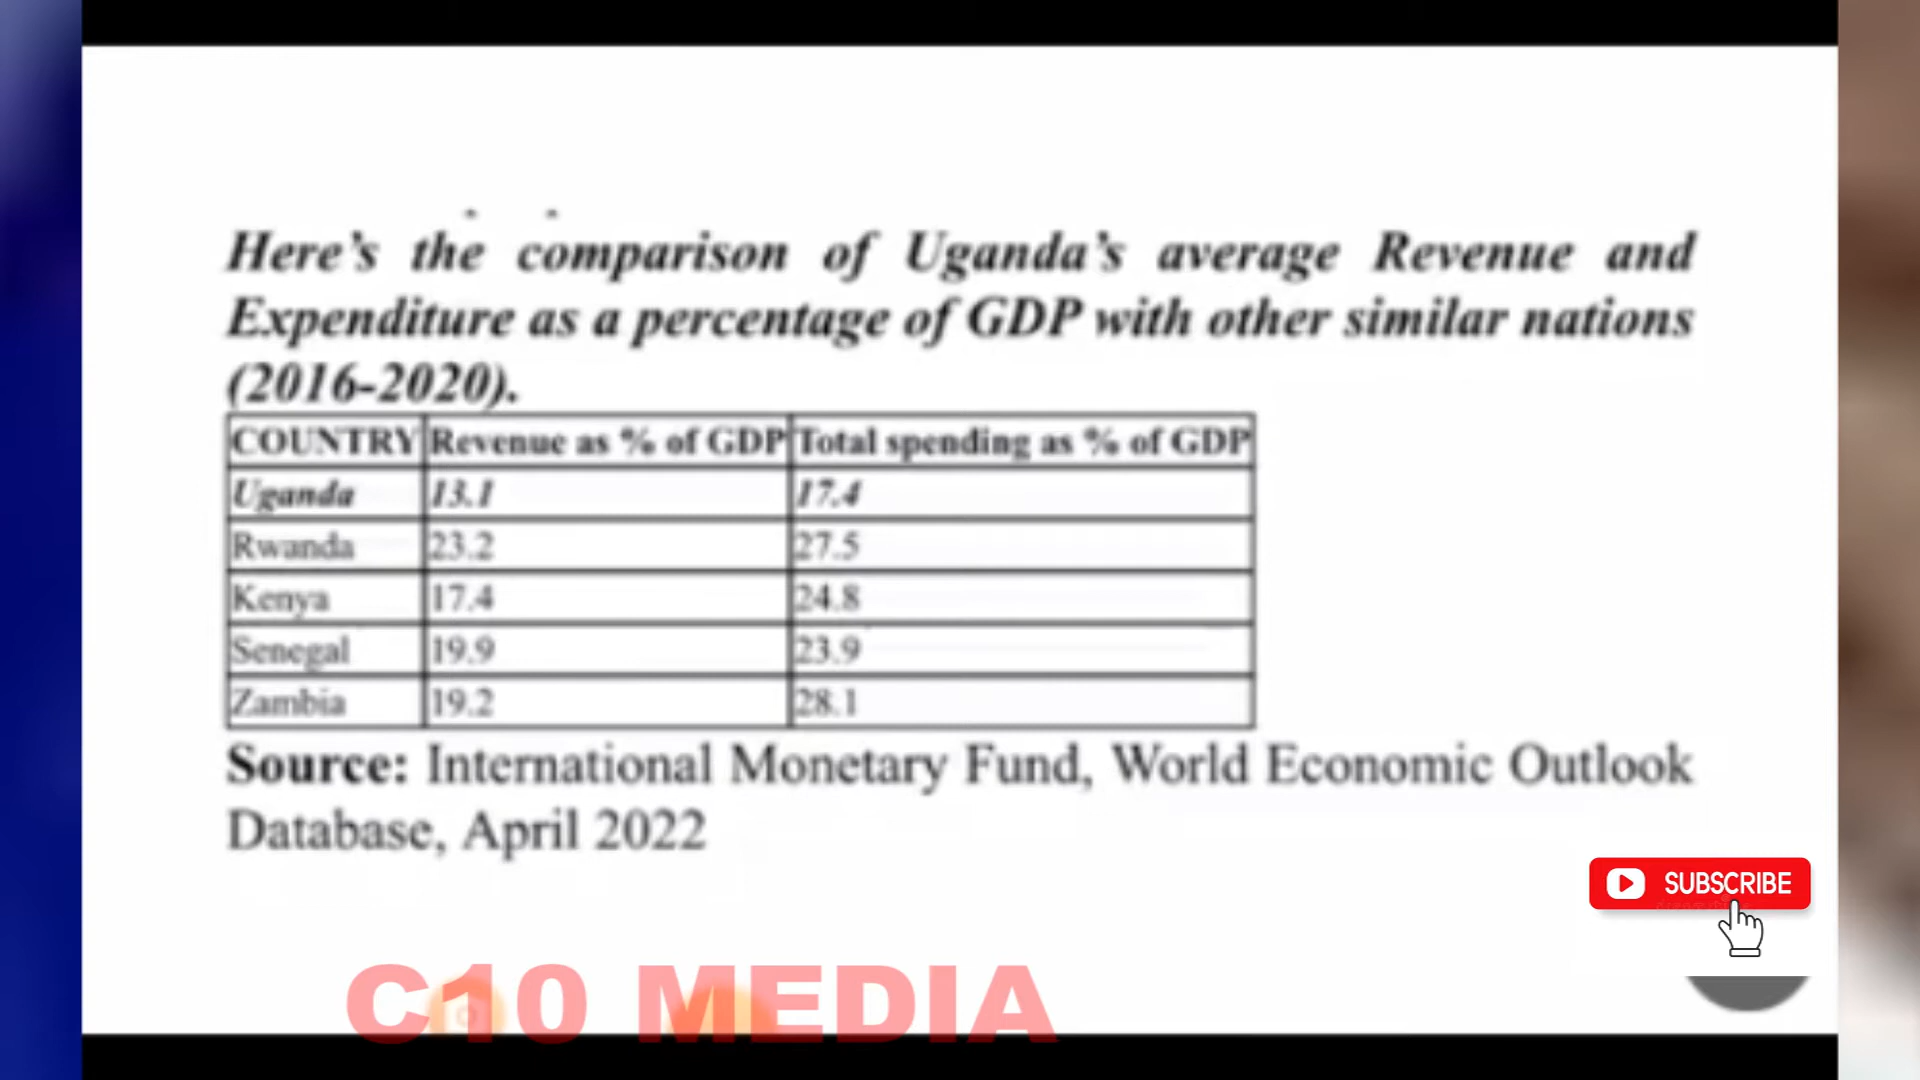 Here's the comparison of Uganda's average Revenue and
Expenditure as a percentage of GDP with other similar nations
(2016-2020).
COUNTRY Revenue as % of GDP Total spending as % of GDP
Uganda 13.1 17.4
Rwanda 23.2 27.5
Kenya 17.4 24.8
Senegal 19.9 23.9
Zambia 19.2 28.1
Source: International Monetary Fund, World Economic Outlook
Database, April 2022
SUBSCRIBE
C10 MEDIA